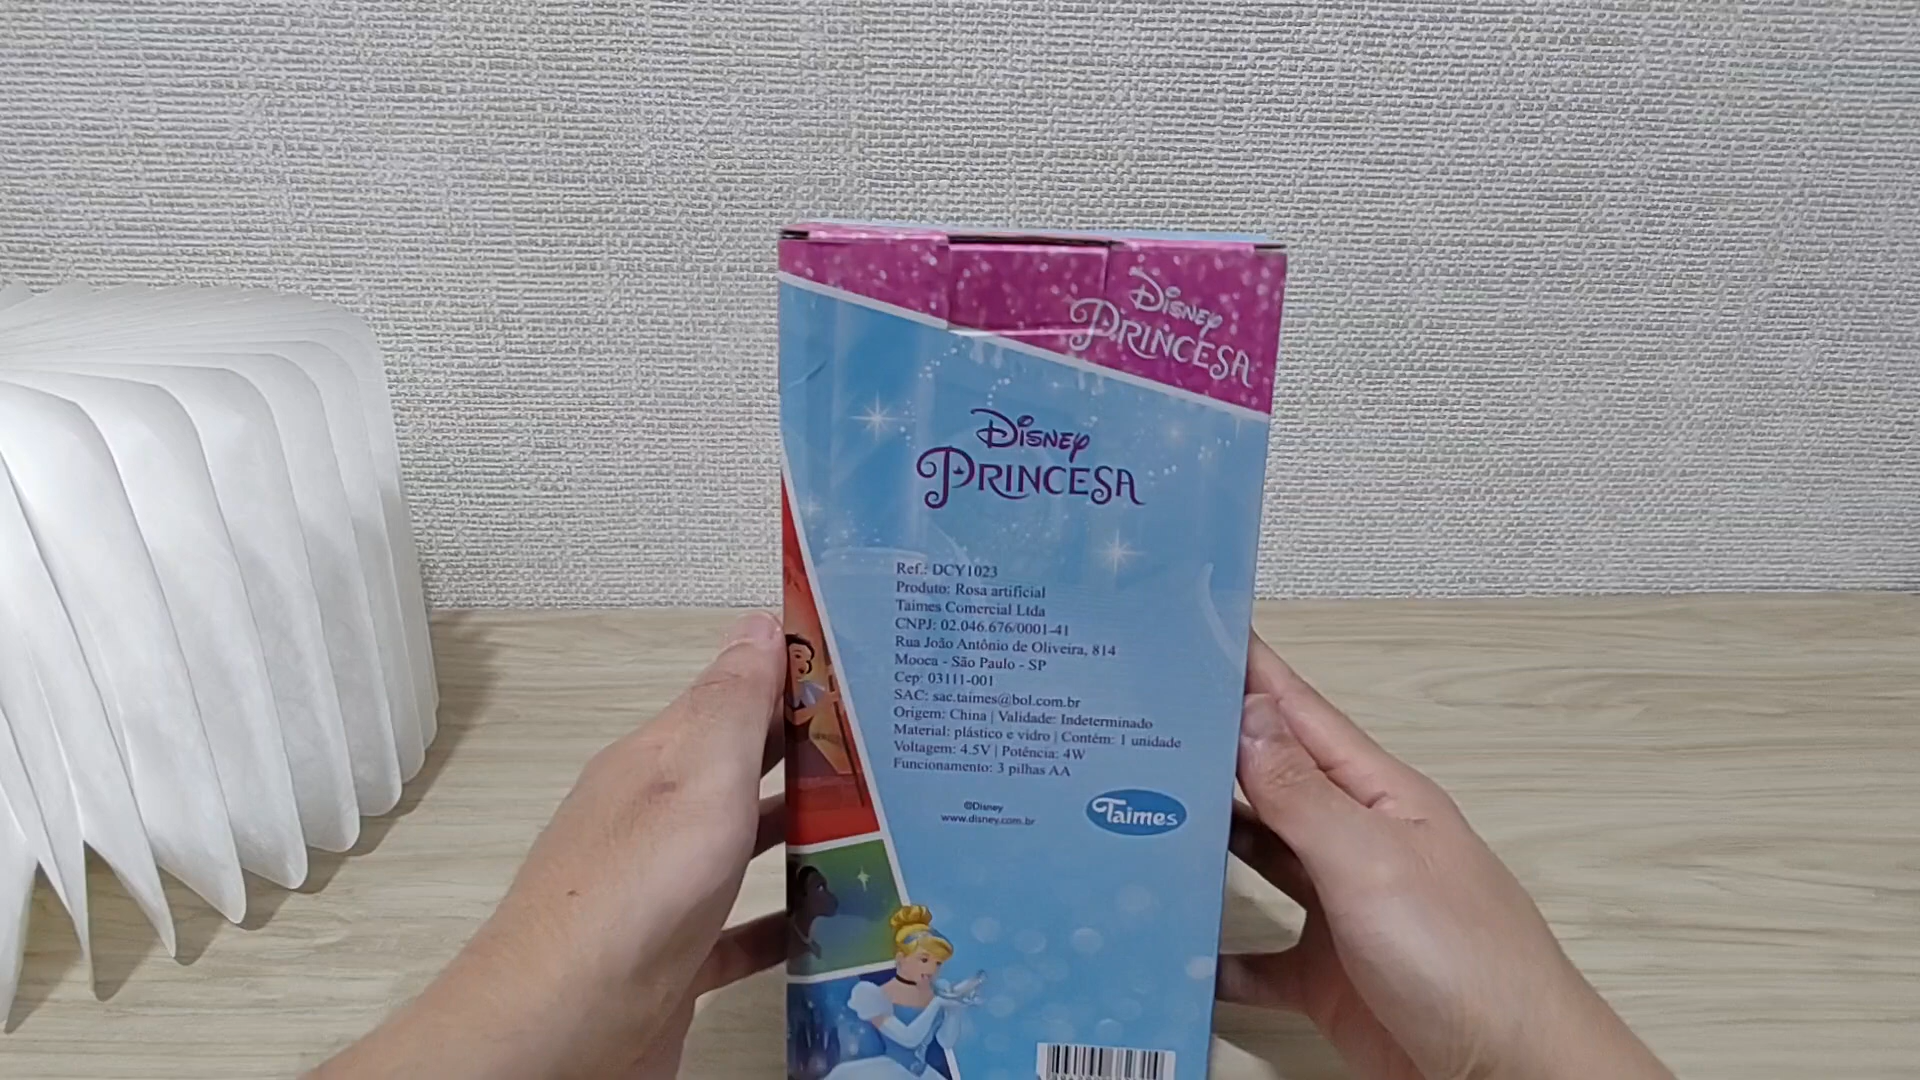 Disney
PRINCESA
Disney
PRINCESA
Ref.: DCY1023
Produto: Rosa artificial
Taimes Comercial Ltda
CNPJ: 02.046.676/0001-41
Rua João Antônio de Oliveira, 814
Mooca - São Paulo - SP
Cep: 03111-001
SAC: sac.taimes@bol.com.br
Origem: China | Validade: Indeterminado
Material: plástico e vidro | Contém: 1 unidade
Voltagem: 4.5V | Potência: 4W
Funcionamento: 3 pilhas AA
©Disney
www.disney.com.br
Taimes